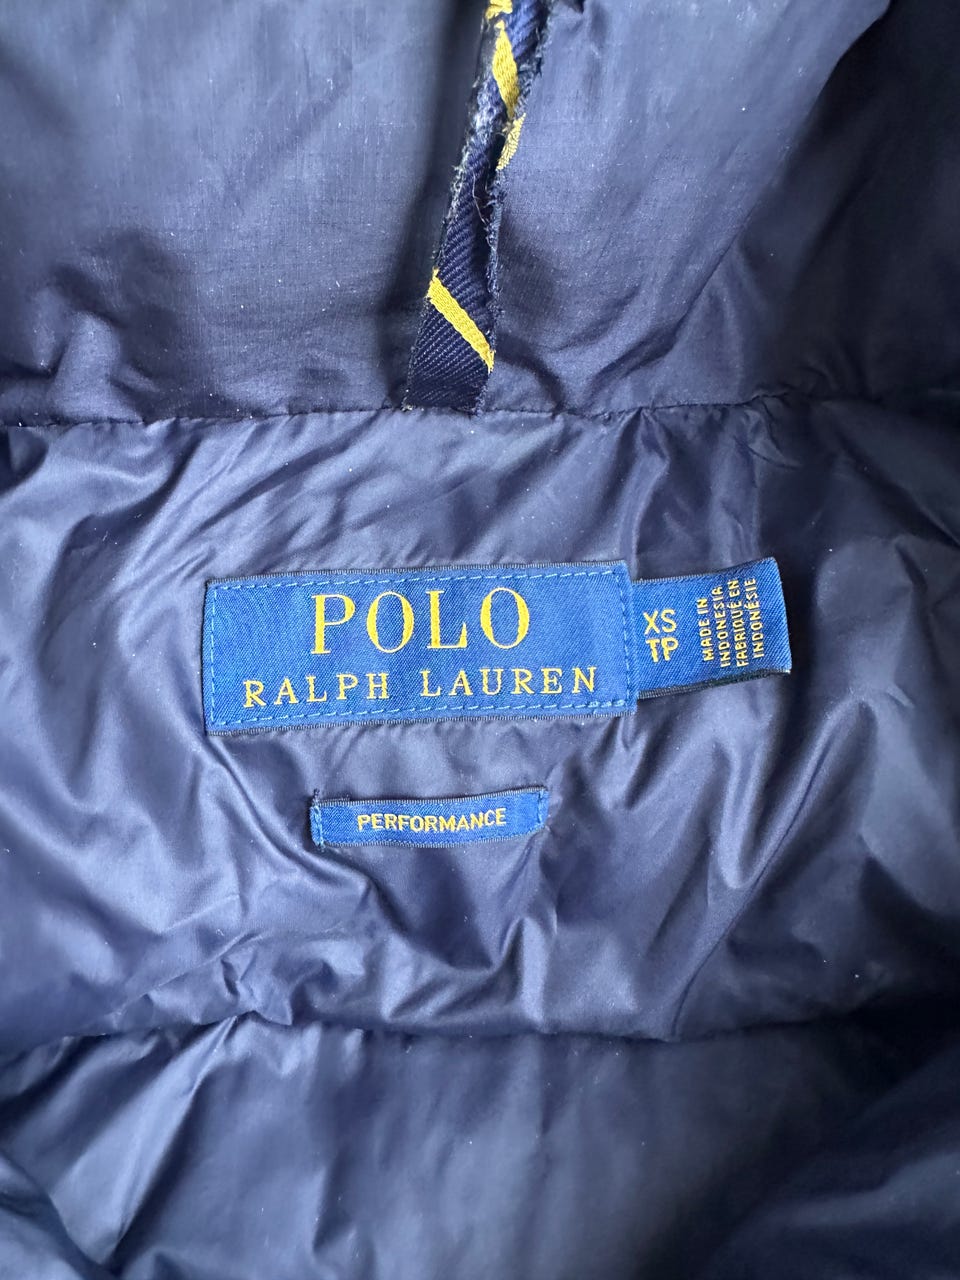 POLO
RALPH LAUREN
XS
TP
MADE IN
INDONESIA
FABRIQUÉ EN
INDONÉSIE
PERFORMANCE